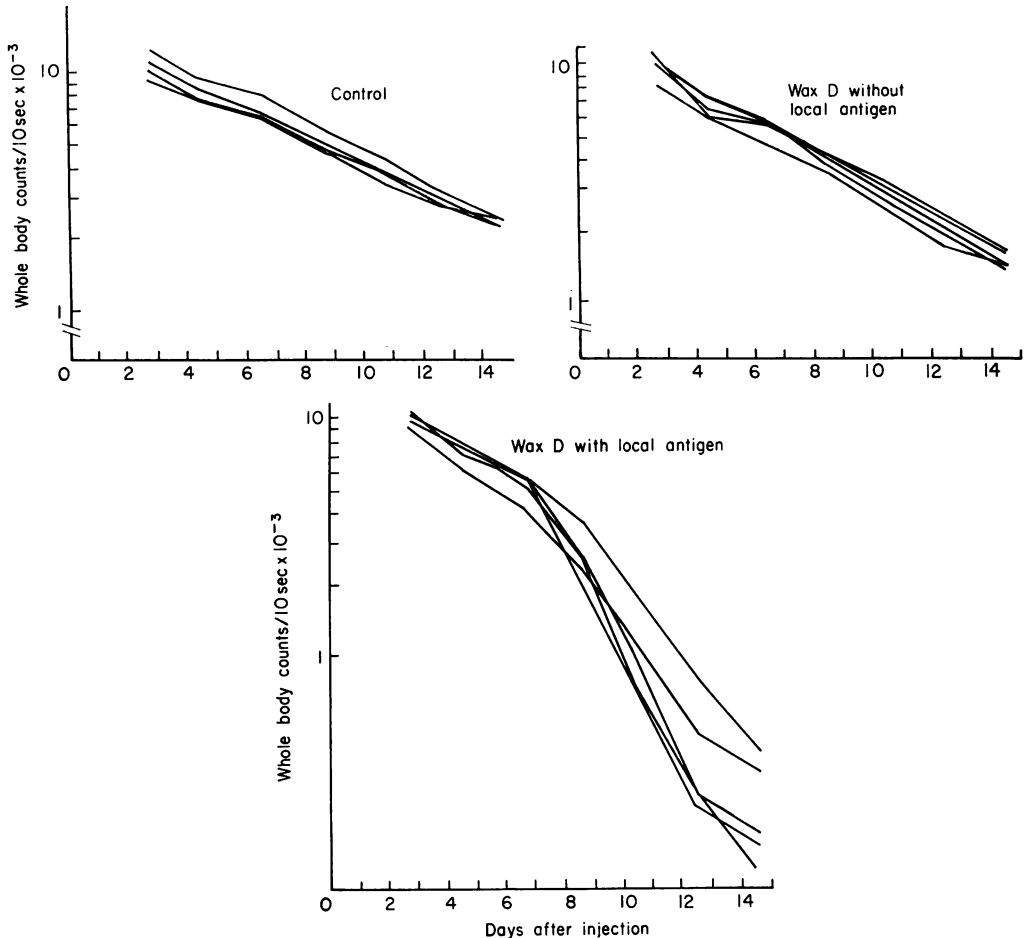 Whole body counts/10sec x 10⁻³
10
1
Control
0 2 4 6 8 10 12 14
10
1
Wax D without
local antigen
0 2 4 6 8 10 12 14
Whole body counts/10sec x 10⁻³
10
1
Wax D with local antigen
0 2 4 6 8 10 12 14
Days after injection